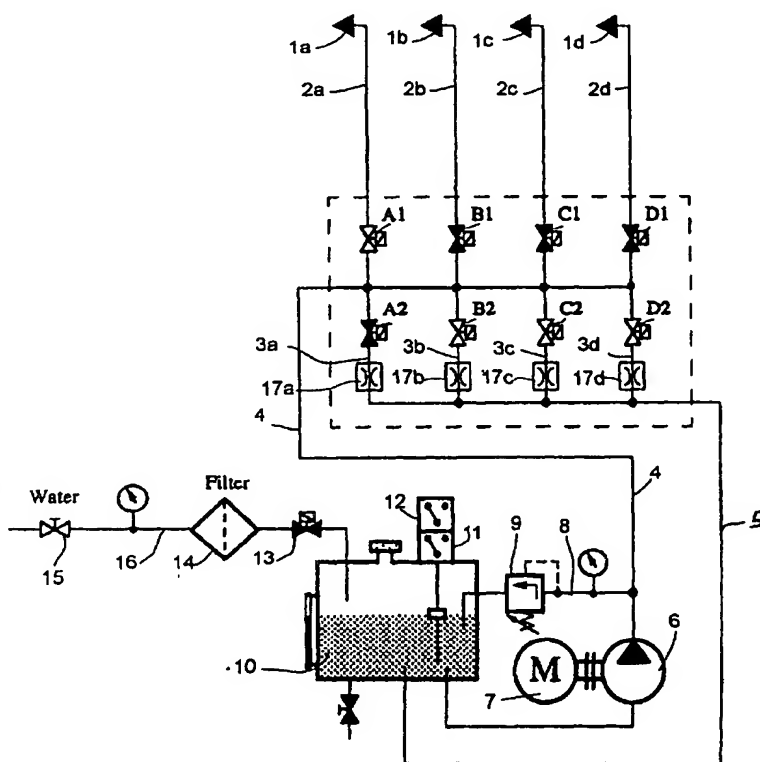 1a 1b 1c 1d
2a 2b 2c 2d
A1 B1 C1 D1
A2 B2 C2 D2
3a 3b 3c 3d
17a 17b 17c 17d
4
4
Water Filter
12 11 9 8 5
15 16 14 13
10 6
M
7